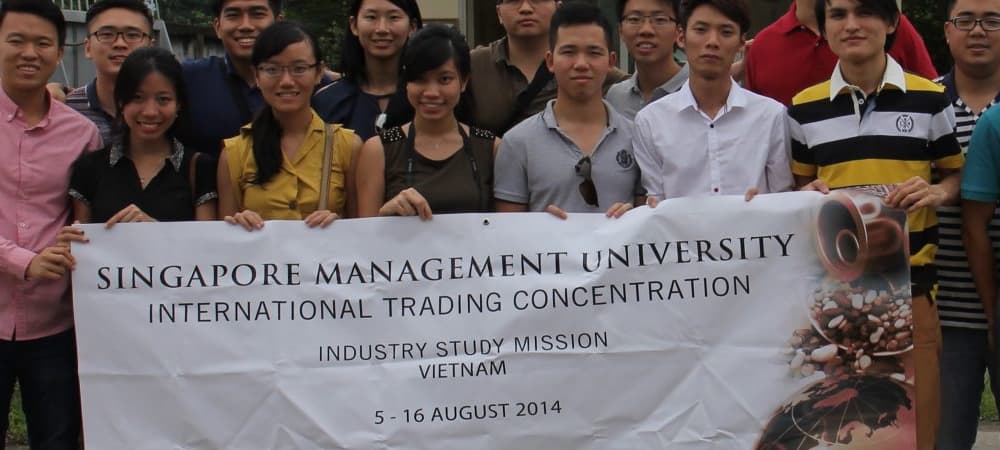 SINGAPORE MANAGEMENT UNIVERSITY
INTERNATIONAL TRADING CONCENTRATION
INDUSTRY STUDY MISSION
VIETNAM
5 - 16 AUGUST 2014